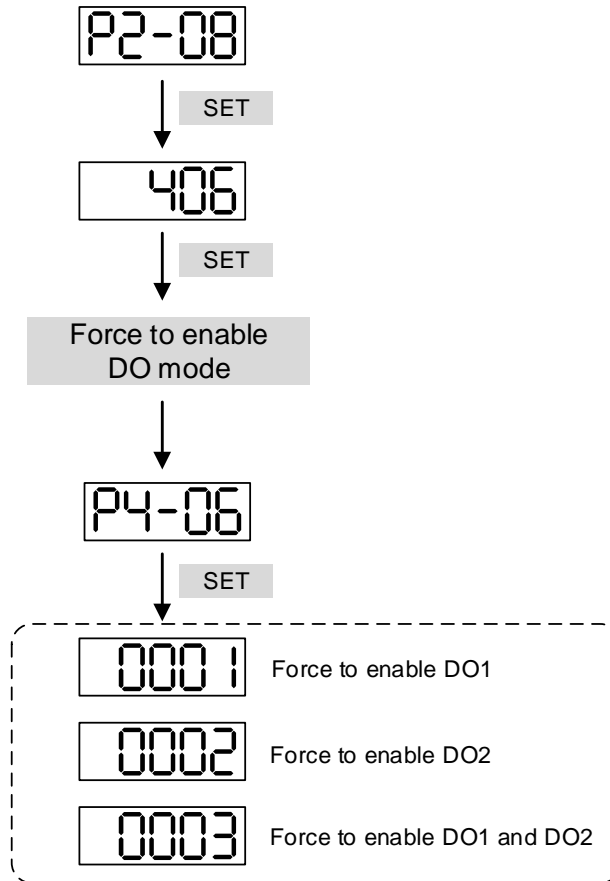 P2-08
SET
406
SET
Force to enable
DO mode
P4-06
SET
0001 Force to enable DO1
0002 Force to enable DO2
0003 Force to enable DO1 and DO2